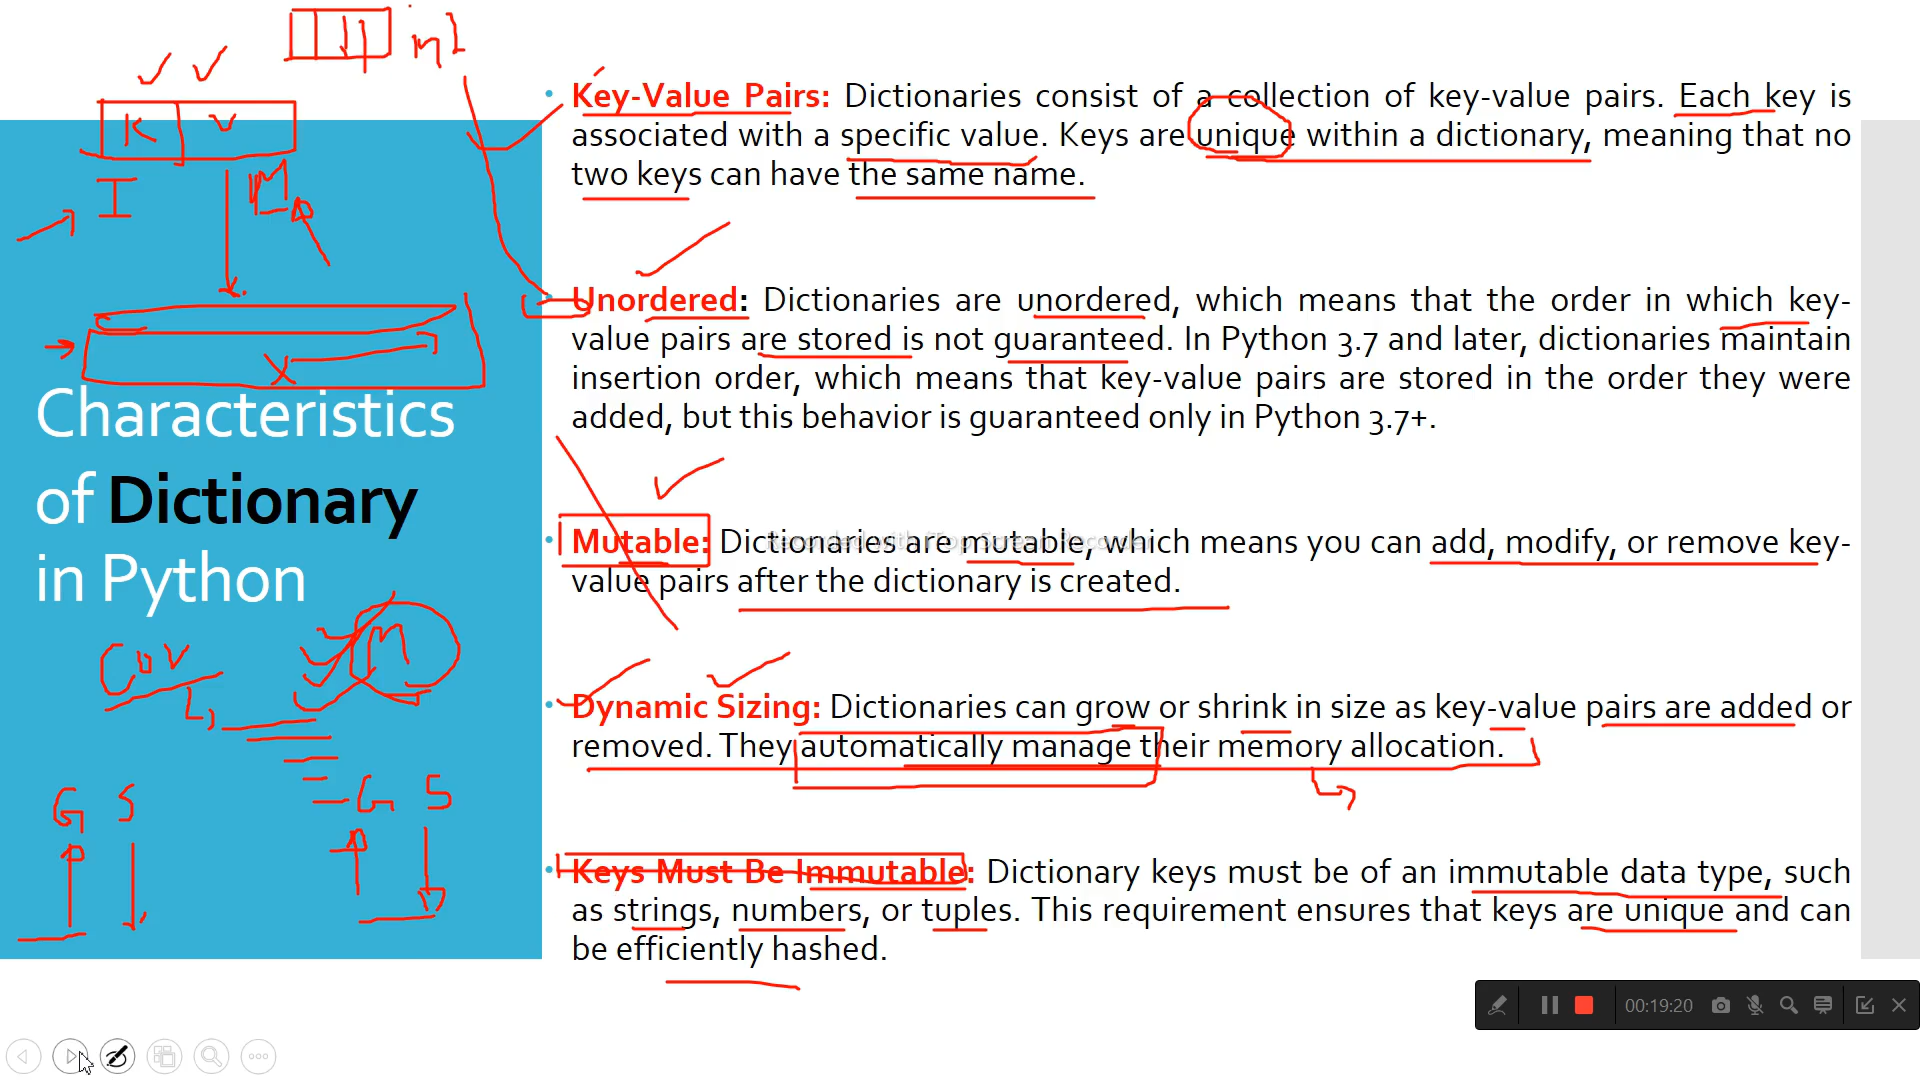 K V
I M
Characteristics
of Dictionary
in Python
G S
G S
• Key-Value Pairs: Dictionaries consist of a collection of key-value pairs. Each key is
associated with a specific value. Keys are unique within a dictionary, meaning that no
two keys can have the same name.
• Unordered: Dictionaries are unordered, which means that the order in which key-
value pairs are stored is not guaranteed. In Python 3.7 and later, dictionaries maintain
insertion order, which means that key-value pairs are stored in the order they were
added, but this behavior is guaranteed only in Python 3.7+.
• Mutable: Dictionaries are mutable, which means you can add, modify, or remove key-
value pairs after the dictionary is created.
Recorded with iTop Screen Recorder
• Dynamic Sizing: Dictionaries can grow or shrink in size as key-value pairs are added or
removed. They automatically manage their memory allocation.
• Keys Must Be Immutable: Dictionary keys must be of an immutable data type, such
as strings, numbers, or tuples. This requirement ensures that keys are unique and can
be efficiently hashed.
00:19:20